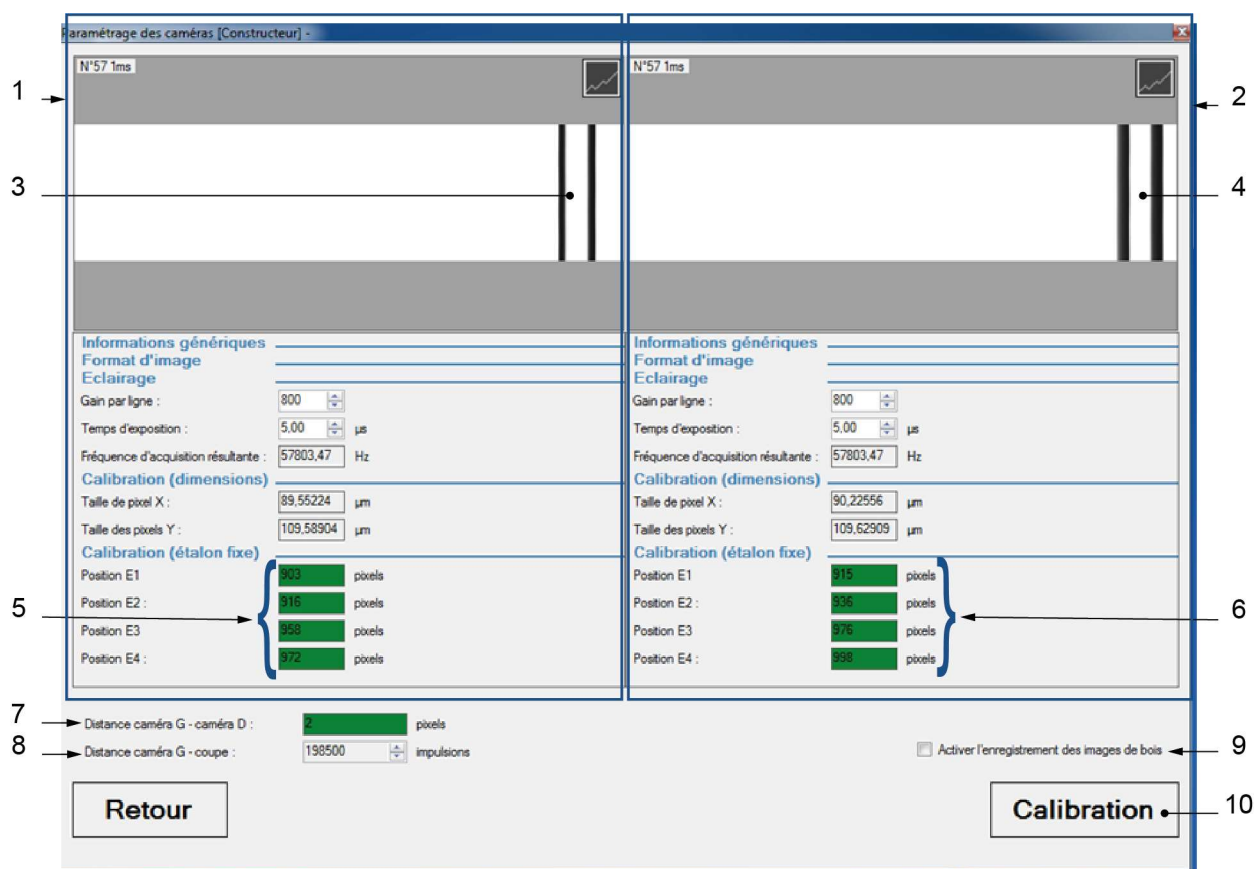 Paramétrage des caméras [Constructeur] -
N°57 1ms
N°57 1ms
1
2
3
4
Informations génériques
Format d'image
Eclairage
Gain par ligne : 800
Temps d'exposition : 5,00 µs
Fréquence d'acquisition résultante : 57803,47 Hz
Calibration (dimensions)
Taille de pixel X : 89,55224 µm
Taille des pixels Y : 109,58904 µm
Calibration (étalon fixe)
Position E1 903 pixels
Position E2 : 916 pixels
Position E3 958 pixels
Position E4 : 972 pixels
5
Informations génériques
Format d'image
Eclairage
Gain par ligne : 800
Temps d'exposition : 5,00 µs
Fréquence d'acquisition résultante : 57803,47 Hz
Calibration (dimensions)
Taille de pixel X : 90,22556 µm
Taille des pixels Y : 109,62909 µm
Calibration (étalon fixe)
Position E1 915 pixels
Position E2 : 936 pixels
Position E3 976 pixels
Position E4 : 998 pixels
6
7 Distance caméra G - caméra D : 2 pixels
8 Distance caméra G - coupe : 198500 impulsions
Activer l'enregistrement des images de bois 9
Retour
Calibration 10